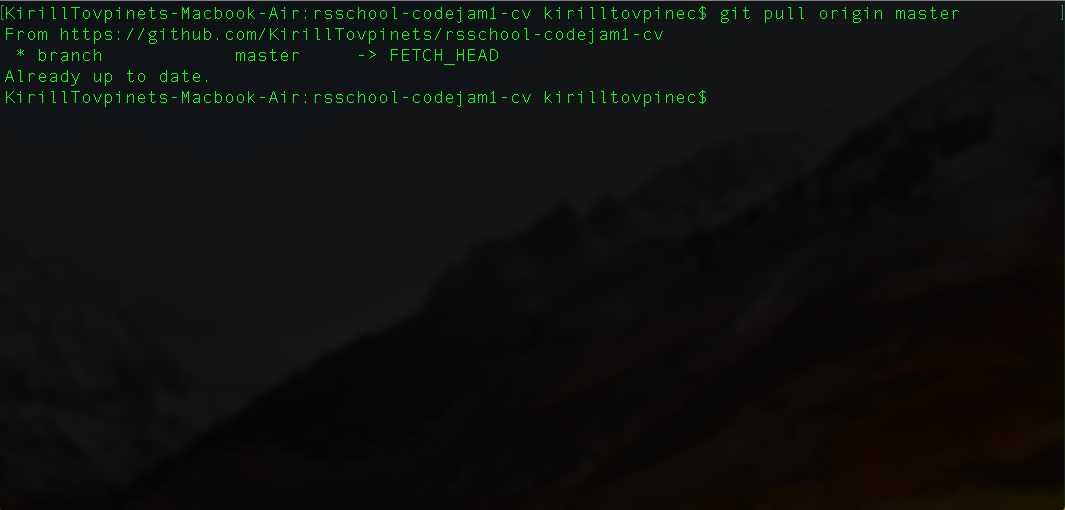 [KirillTovpinets-Macbook-Air:rsschool-codejam1-cv kirilltovpinec$ git pull origin master ]
From https://github.com/KirillTovpinets/rsschool-codejam1-cv
 * branch            master     -> FETCH_HEAD
Already up to date.
KirillTovpinets-Macbook-Air:rsschool-codejam1-cv kirilltovpinec$